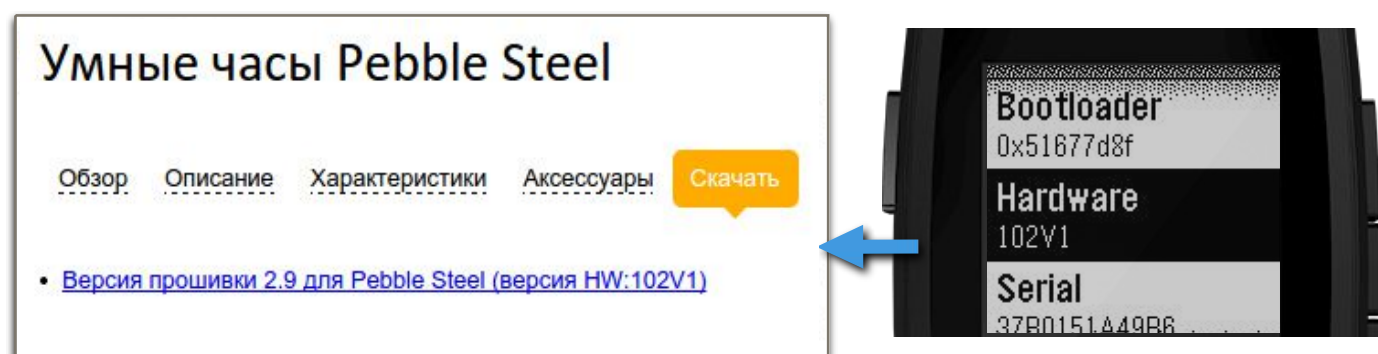 Умные часы Pebble Steel
Обзор Описание Характеристики Аксессуары Скачать
Версия прошивки 2.9 для Pebble Steel (версия HW:102V1)
Bootloader
0x51677d8f
Hardware
102V1
Serial
37B0151A49B6